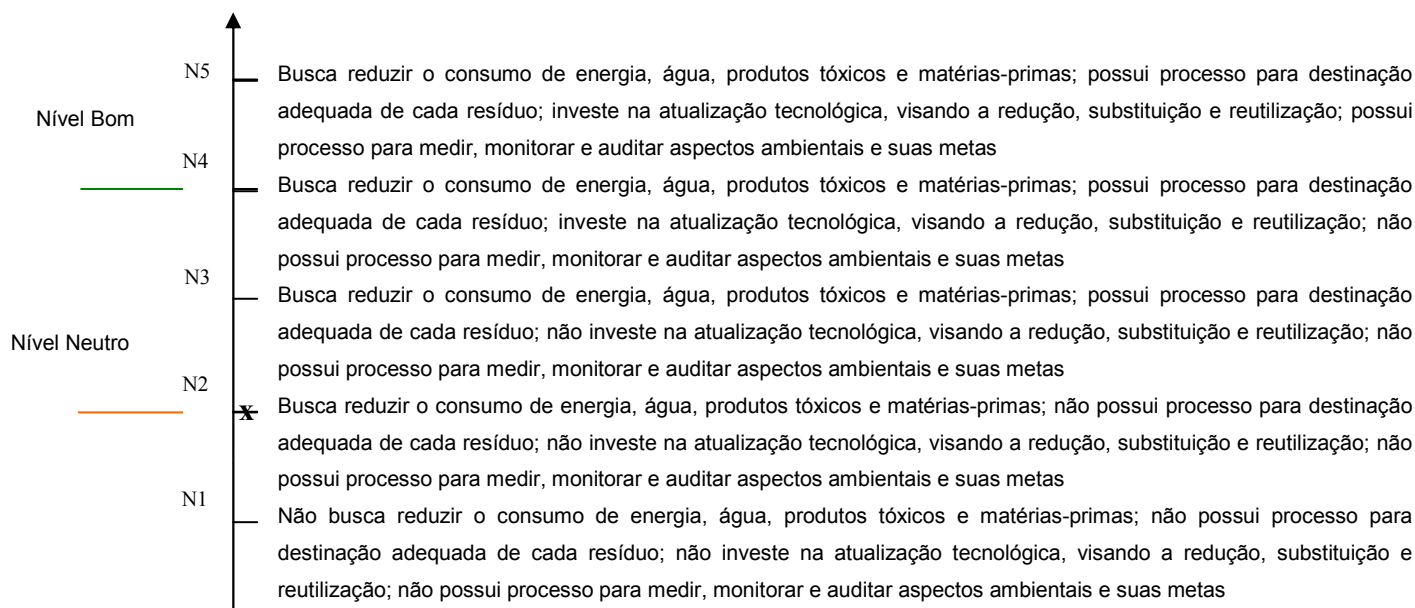 N5
Busca reduzir o consumo de energia, água, produtos tóxicos e matérias-primas; possui processo para destinação
adequada de cada resíduo; investe na atualização tecnológica, visando a redução, substituição e reutilização; possui
Nível Bom
processo para medir, monitorar e auditar aspectos ambientais e suas metas
N4
Busca reduzir o consumo de energia, água, produtos tóxicos e matérias-primas; possui processo para destinação
adequada de cada resíduo; investe na atualização tecnológica, visando a redução, substituição e reutilização; não
possui processo para medir, monitorar e auditar aspectos ambientais e suas metas
N3
Busca reduzir o consumo de energia, água, produtos tóxicos e matérias-primas; possui processo para destinação
adequada de cada resíduo; não investe na atualização tecnológica, visando a redução, substituição e reutilização; não
Nível Neutro
possui processo para medir, monitorar e auditar aspectos ambientais e suas metas
N2
x
Busca reduzir o consumo de energia, água, produtos tóxicos e matérias-primas; não possui processo para destinação
adequada de cada resíduo; não investe na atualização tecnológica, visando a redução, substituição e reutilização; não
possui processo para medir, monitorar e auditar aspectos ambientais e suas metas
N1
Não busca reduzir o consumo de energia, água, produtos tóxicos e matérias-primas; não possui processo para
destinação adequada de cada resíduo; não investe na atualização tecnológica, visando a redução, substituição e
reutilização; não possui processo para medir, monitorar e auditar aspectos ambientais e suas metas